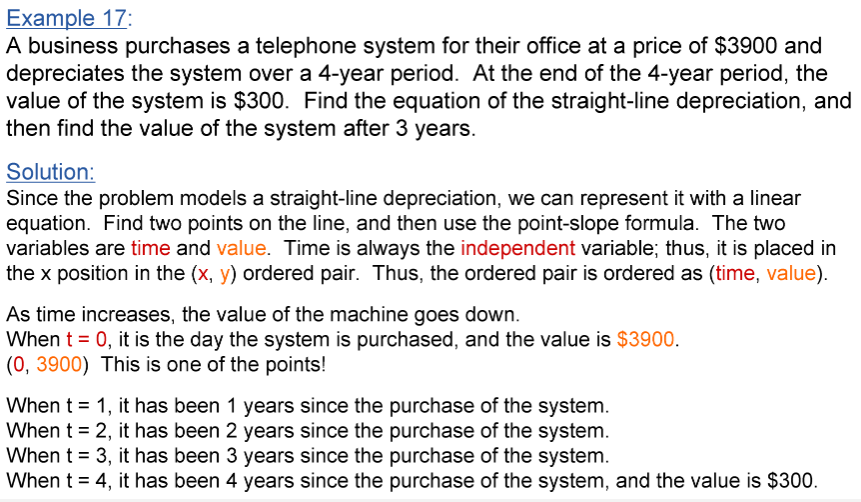 Example 17:
A business purchases a telephone system for their office at a price of $3900 and
depreciates the system over a 4-year period.  At the end of the 4-year period, the
value of the system is $300.  Find the equation of the straight-line depreciation, and
then find the value of the system after 3 years.
Solution:
Since the problem models a straight-line depreciation, we can represent it with a linear
equation.  Find two points on the line, and then use the point-slope formula.  The two
variables are time and value.  Time is always the independent variable; thus, it is placed in
the x position in the (x, y) ordered pair.  Thus, the ordered pair is ordered as (time, value).
As time increases, the value of the machine goes down.
When t = 0, it is the day the system is purchased, and the value is $3900.
(0, 3900)  This is one of the points!
When t = 1, it has been 1 years since the purchase of the system.
When t = 2, it has been 2 years since the purchase of the system.
When t = 3, it has been 3 years since the purchase of the system.
When t = 4, it has been 4 years since the purchase of the system, and the value is $300.